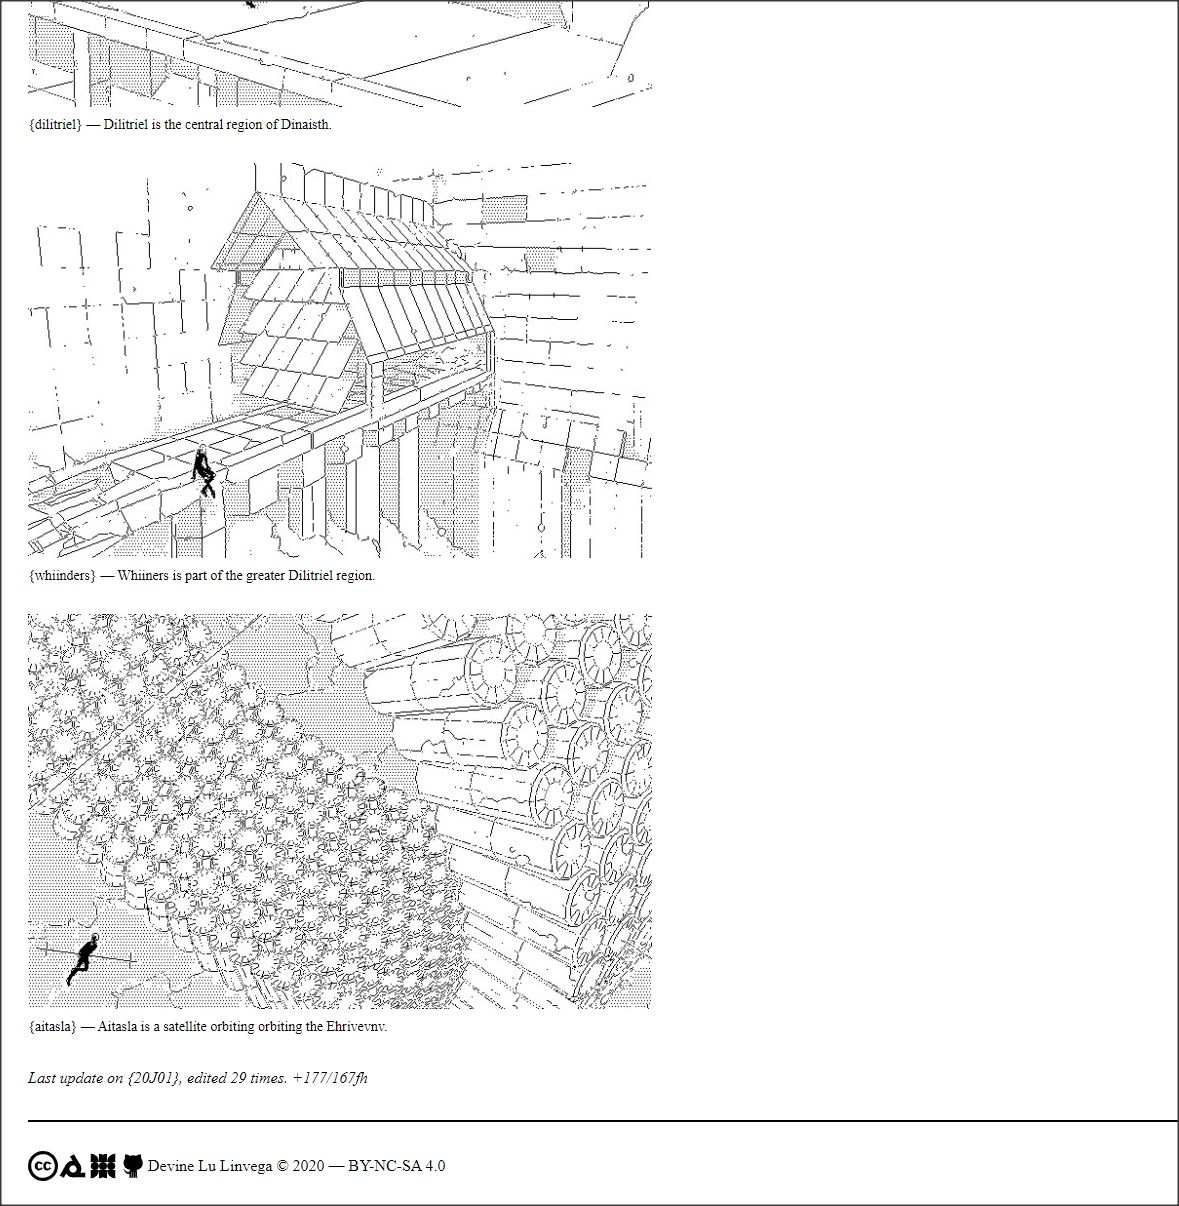 {dilitriel} — Dilitriel is the central region of Dinaisth.
{whiinders} — Whiiners is part of the greater Dilitriel region.
{aitasla} — Aitasla is a satellite orbiting orbiting the Ehrivevnv.
Last update on {20J01}, edited 29 times. +177/167fh
cc Devine Lu Linvega © 2020 — BY-NC-SA 4.0